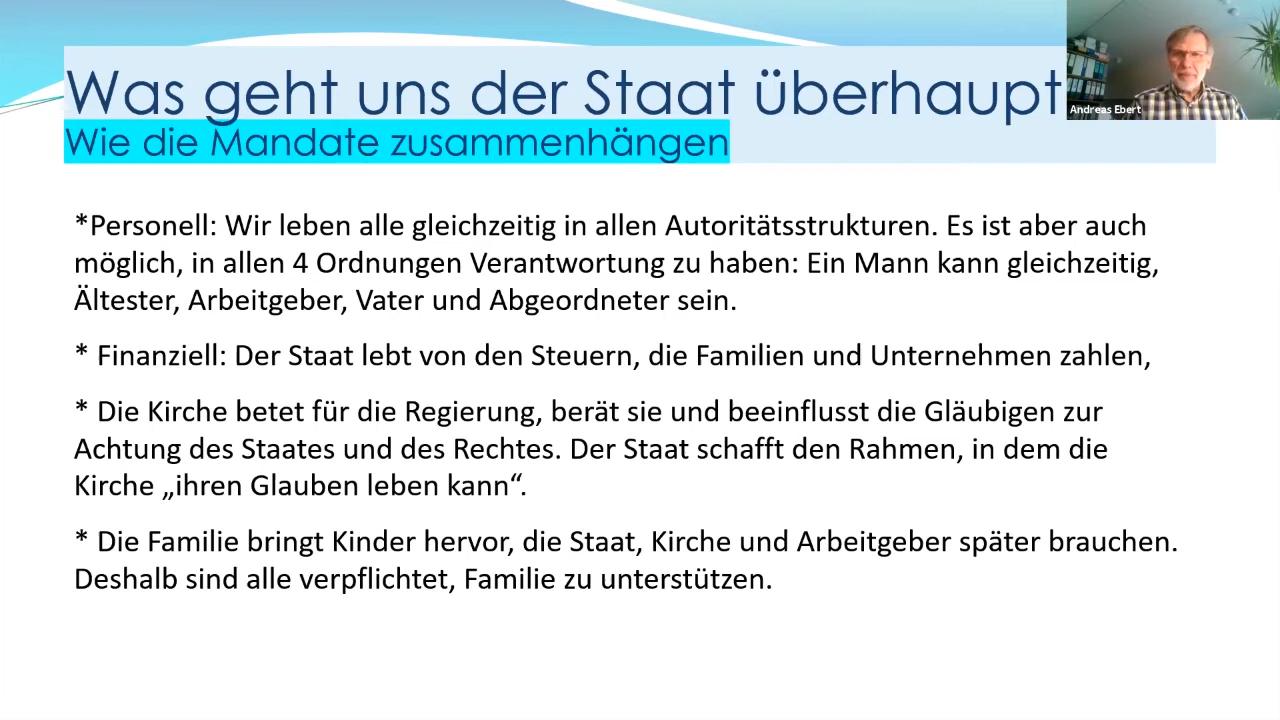 Was geht uns der Staat überhaupt
Andreas Ebert
Wie die Mandate zusammenhängen
*Personell: Wir leben alle gleichzeitig in allen Autoritätsstrukturen. Es ist aber auch
möglich, in allen 4 Ordnungen Verantwortung zu haben: Ein Mann kann gleichzeitig,
Ältester, Arbeitgeber, Vater und Abgeordneter sein.
* Finanziell: Der Staat lebt von den Steuern, die Familien und Unternehmen zahlen,
* Die Kirche betet für die Regierung, berät sie und beeinflusst die Gläubigen zur
Achtung des Staates und des Rechtes. Der Staat schafft den Rahmen, in dem die
Kirche „ihren Glauben leben kann“.
* Die Familie bringt Kinder hervor, die Staat, Kirche und Arbeitgeber später brauchen.
Deshalb sind alle verpflichtet, Familie zu unterstützen.